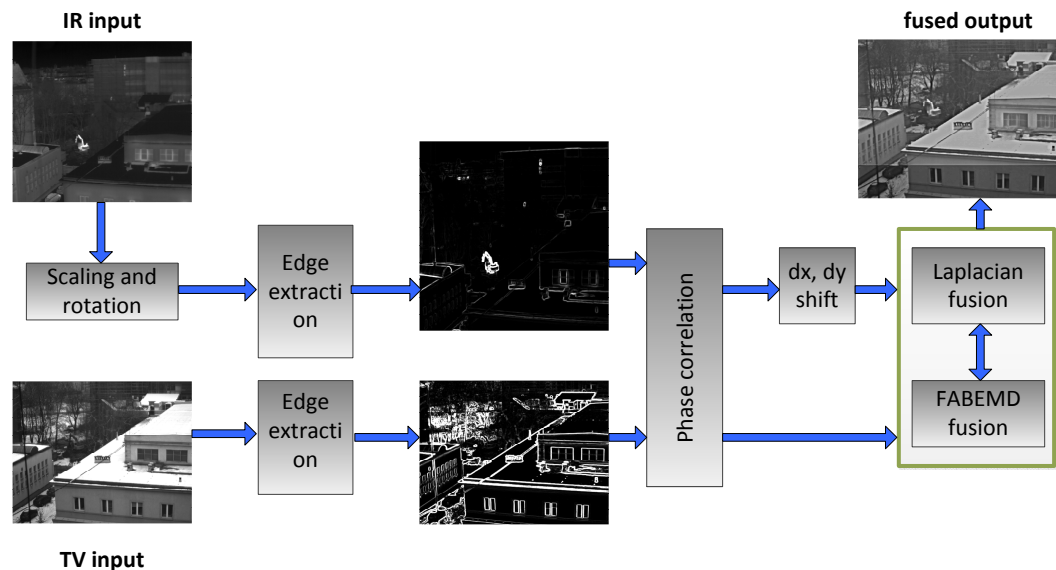 IR input
fused output
Scaling and
rotation
Edge
extracti
on
Phase correlation
dx, dy
shift
Laplacian
fusion
FABEMD
fusion
Edge
extracti
on
TV input